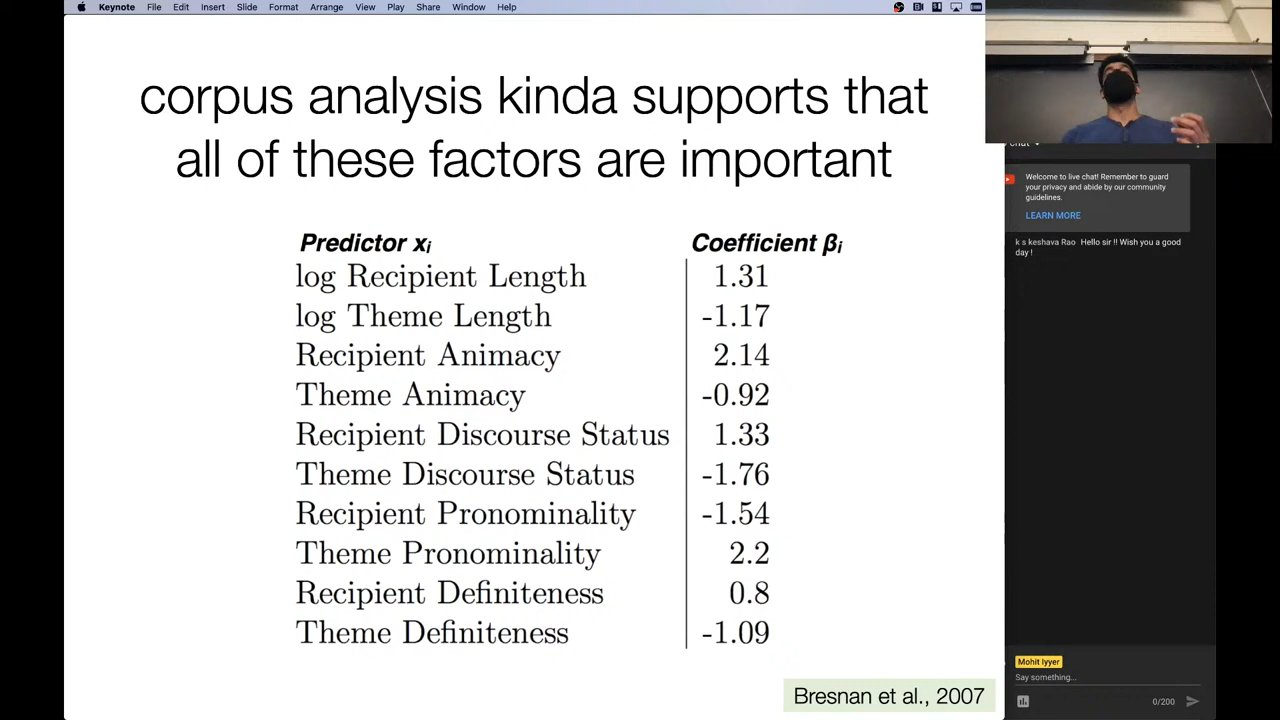 Keynote File Edit Insert Slide Format Arrange View Play Share Window Help
corpus analysis kinda supports that
all of these factors are important
Predictor xi Coefficient βi
log Recipient Length 1.31
log Theme Length -1.17
Recipient Animacy 2.14
Theme Animacy -0.92
Recipient Discourse Status 1.33
Theme Discourse Status -1.76
Recipient Pronominality -1.54
Theme Pronominality 2.2
Recipient Definiteness 0.8
Theme Definiteness -1.09
Bresnan et al., 2007
Welcome to live chat! Remember to guard
your privacy and abide by our community
guidelines.
LEARN MORE
k s keshava Rao Hello sir !! Wish you a good
day !
Mohit Iyyer
Say something...
0/200